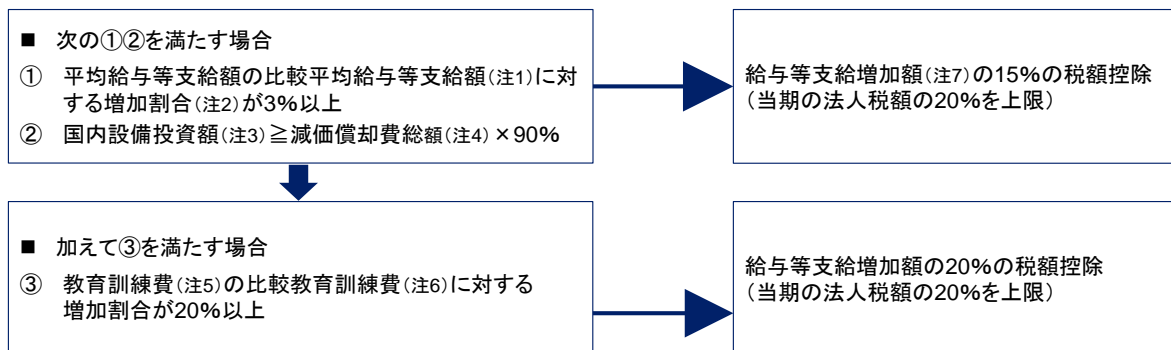 ■ 次の①②を満たす場合
① 平均給与等支給額の比較平均給与等支給額(注1)に対
する増加割合(注2)が3%以上
② 国内設備投資額(注3)≧減価償却費総額(注4)×90%
給与等支給増加額(注7)の15%の税額控除
(当期の法人税額の20%を上限)
■ 加えて③を満たす場合
③ 教育訓練費(注5)の比較教育訓練費(注6)に対する
増加割合が20%以上
給与等支給増加額の20%の税額控除
(当期の法人税額の20%を上限)